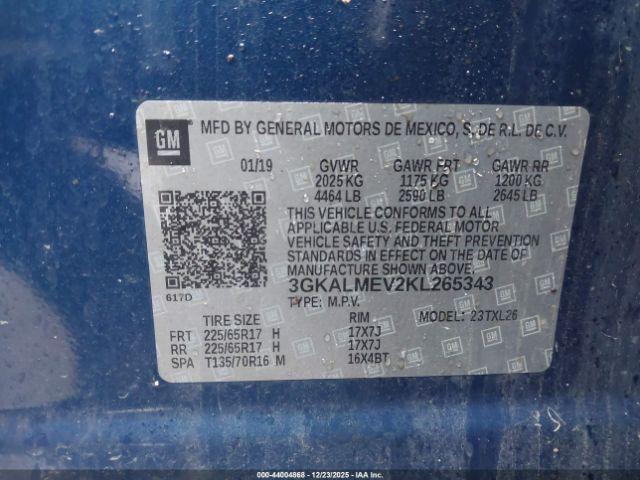 GM MFD BY GENERAL MOTORS DE MEXICO, S. DE R.L. DE C.V.
01/19 GVWR GAWR FRT GAWR RR
2025 KG 1175 KG 1200 KG
4464 LB 2590 LB 2645 LB
THIS VEHICLE CONFORMS TO ALL
APPLICABLE U.S. FEDERAL MOTOR
VEHICLE SAFETY AND THEFT PREVENTION
STANDARDS IN EFFECT ON THE DATE OF
MANUFACTURE SHOWN ABOVE.
3GKALMEV2KL265343
617D TYPE: M.P.V. MODEL: 23TXL26
TIRE SIZE RIM
FRT 225/65R17 H 17X7J
RR 225/65R17 H 17X7J
SPA T135/70R16 M 16X4BT
000-44004868 - 12/23/2025 - IAAI.COM